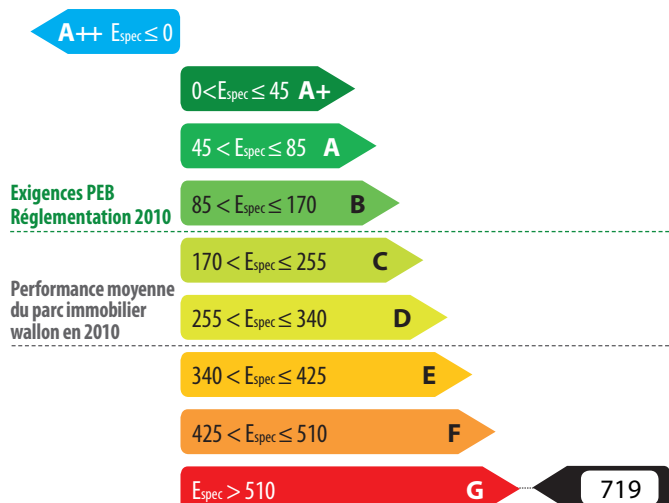 A++ Espec ≤ 0
0<Espec ≤ 45 A+
45 < Espec ≤ 85 A
Exigences PEB
Réglementation 2010
85 < Espec ≤ 170 B
170 < Espec ≤ 255 C
Performance moyenne
du parc immobilier
wallon en 2010
255 < Espec ≤ 340 D
340 < Espec ≤ 425 E
425 < Espec ≤ 510 F
Espec > 510 G 719